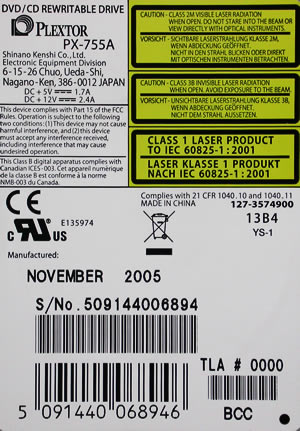 DVD/CD REWRITABLE DRIVE
PLEXTOR
PX-755A
Shinano Kenshi Co., Ltd.
Electronic Equipment Division
6-15-26 Chuo, Ueda-Shi,
Nagano-Ken, 386-0012 JAPAN
DC + 5V 1.7A
DC + 12V 2.4A
This device complies with Part 15 of the FCC
Rules. Operation is subject to the following
two conditions: (1) This device may not cause
harmful interference, and (2) this device
must accept any interference received,
including interference that may cause
undesired operation.
This Class B digital apparatus complies with
Canadian ICES-003. Cet appareil numérique
de la classe B est conforme à la norme
NMB-003 du Canada.
CAUTION - CLASS 2M VISIBLE LASER RADIATION
WHEN OPEN. DO NOT STARE INTO THE BEAM OR
VIEW DIRECTLY WITH OPTICAL INSTRUMENTS.
VORSICHT - SICHTBARE LASERSTRAHLUNG KLASSE 2M,
WENN ABDECKUNG GEÖFFNET.
NICHT IN DEN STRAHL BLICKEN ODER DIREKT
MIT OPTISCHEN INSTRUMENTEN BETRACHTEN.
CAUTION - CLASS 3B INVISIBLE LASER RADIATION
WHEN OPEN. AVOID EXPOSURE TO THE BEAM.
VORSICHT - UNSICHTBARE LASERSTRAHLUNG KLASSE 3B,
WENN ABDECKUNG GEÖFFNET. NICHT
DEM STRAHL AUSSETZEN.
CLASS 1 LASER PRODUCT
TO IEC 60825-1: 2001
LASER KLASSE 1 PRODUKT
NACH IEC 60825-1 : 2001
Complies with 21 CFR 1040.10 and 1040.11
CE
c RU US
E135974
127-3574900
13B4
YS-1
NOVEMBER 2005
S/No. 509144006894
TLA # 0000
5 091440 068946
BCC